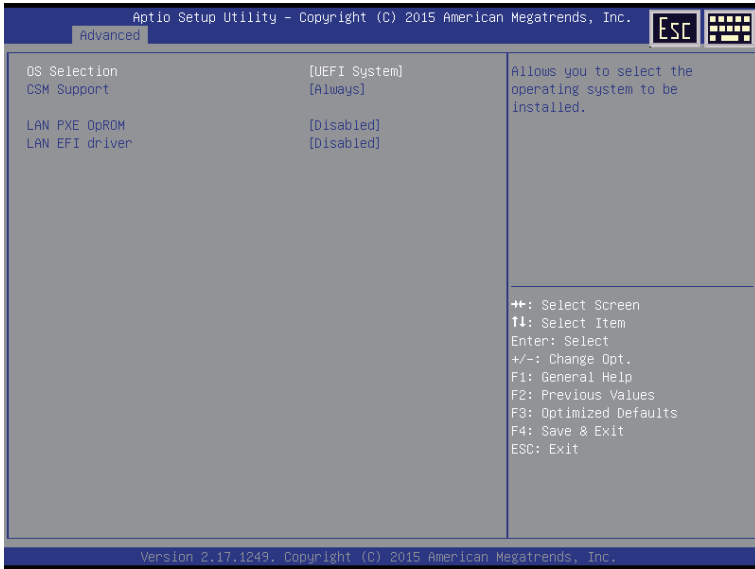 Aptio Setup Utility – Copyright (C) 2015 American Megatrends, Inc.
Esc
Advanced
OS Selection [UEFI System]
CSM Support [Always]
LAN PXE OpROM [Disabled]
LAN EFI driver [Disabled]
Allows you to select the
operating system to be
installed.
→←: Select Screen
↑↓: Select Item
Enter: Select
+/-: Change Opt.
F1: General Help
F2: Previous Values
F3: Optimized Defaults
F4: Save & Exit
ESC: Exit
Version 2.17.1249. Copyright (C) 2015 American Megatrends, Inc.